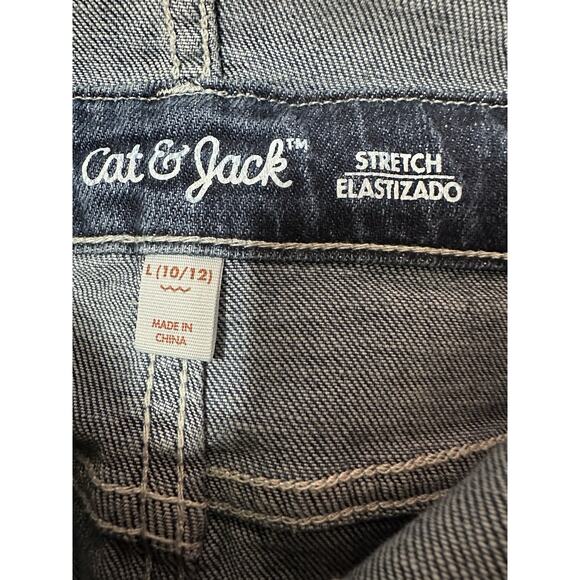 Cat & Jack™
STRETCH
ELASTIZADO
L (10/12)
MADE IN
CHINA